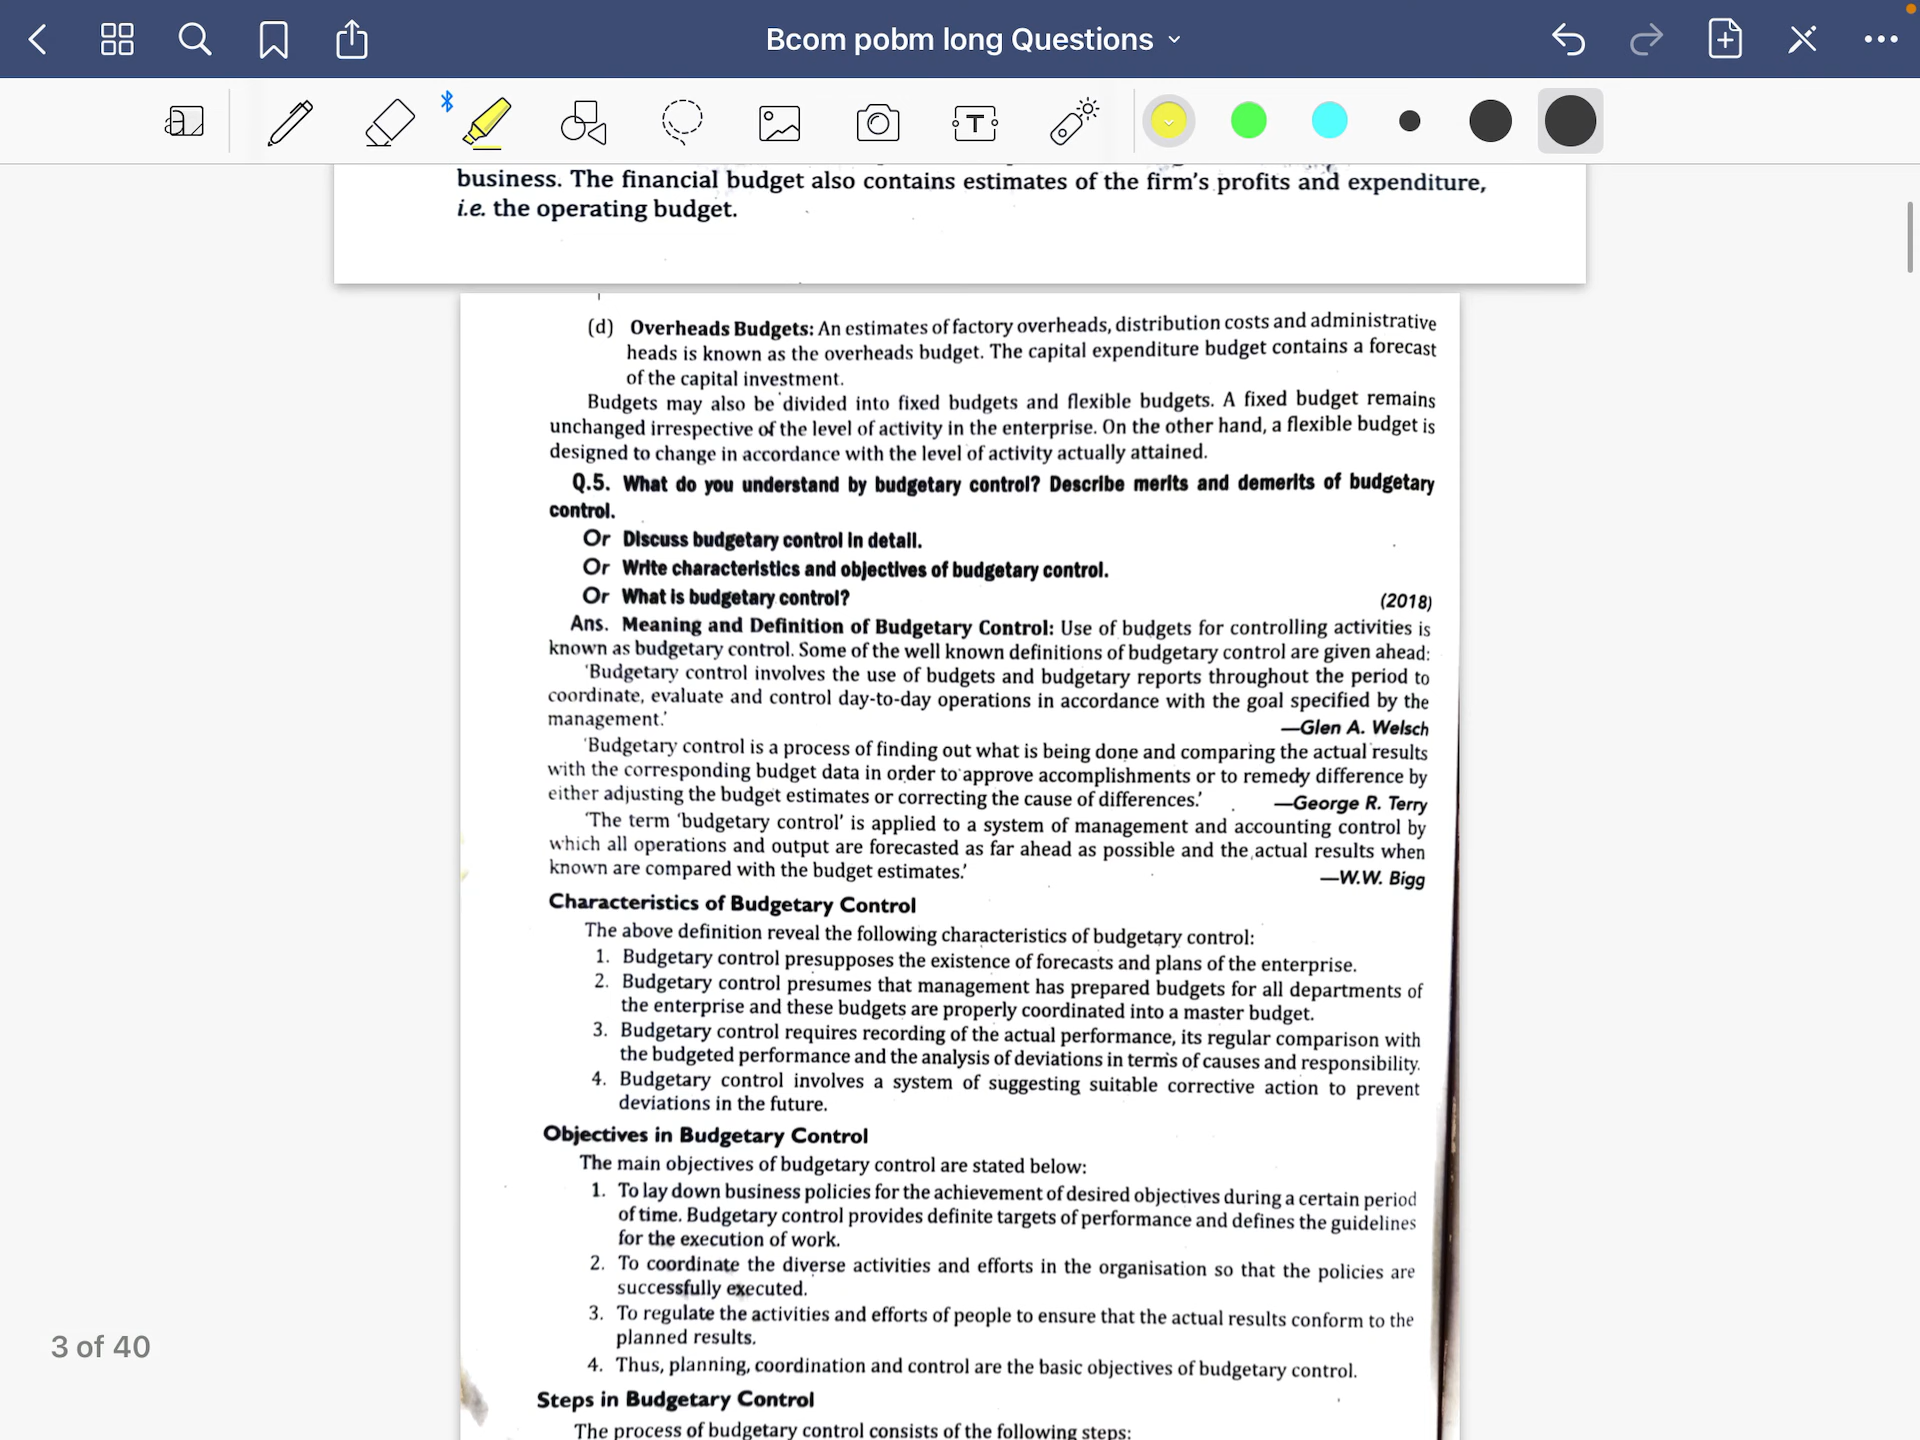 Bcom pobm long Questions
business. The financial budget also contains estimates of the firm's profits and expenditure,
i.e. the operating budget.
(d) Overheads Budgets: An estimates of factory overheads, distribution costs and administrative
heads is known as the overheads budget. The capital expenditure budget contains a forecast
of the capital investment.
Budgets may also be divided into fixed budgets and flexible budgets. A fixed budget remains
unchanged irrespective of the level of activity in the enterprise. On the other hand, a flexible budget is
designed to change in accordance with the level of activity actually attained.
Q.5. What do you understand by budgetary control? Describe merits and demerits of budgetary
control.
Or Discuss budgetary control in detail.
Or Write characteristics and objectives of budgetary control.
Or What is budgetary control? (2018)
Ans. Meaning and Definition of Budgetary Control: Use of budgets for controlling activities is
known as budgetary control. Some of the well known definitions of budgetary control are given ahead:
'Budgetary control involves the use of budgets and budgetary reports throughout the period to
coordinate, evaluate and control day-to-day operations in accordance with the goal specified by the
management.' —Glen A. Welsch
'Budgetary control is a process of finding out what is being done and comparing the actual results
with the corresponding budget data in order to approve accomplishments or to remedy difference by
either adjusting the budget estimates or correcting the cause of differences.' —George R. Terry
'The term 'budgetary control' is applied to a system of management and accounting control by
which all operations and output are forecasted as far ahead as possible and the actual results when
known are compared with the budget estimates.' —W.W. Bigg
Characteristics of Budgetary Control
The above definition reveal the following characteristics of budgetary control:
1. Budgetary control presupposes the existence of forecasts and plans of the enterprise.
2. Budgetary control presumes that management has prepared budgets for all departments of
the enterprise and these budgets are properly coordinated into a master budget.
3. Budgetary control requires recording of the actual performance, its regular comparison with
the budgeted performance and the analysis of deviations in terms of causes and responsibility.
4. Budgetary control involves a system of suggesting suitable corrective action to prevent
deviations in the future.
Objectives in Budgetary Control
The main objectives of budgetary control are stated below:
1. To lay down business policies for the achievement of desired objectives during a certain period
of time. Budgetary control provides definite targets of performance and defines the guidelines
for the execution of work.
2. To coordinate the diverse activities and efforts in the organisation so that the policies are
successfully executed.
3. To regulate the activities and efforts of people to ensure that the actual results conform to the
planned results.
4. Thus, planning, coordination and control are the basic objectives of budgetary control.
Steps in Budgetary Control
The process of budgetary control consists of the following steps:
3 of 40